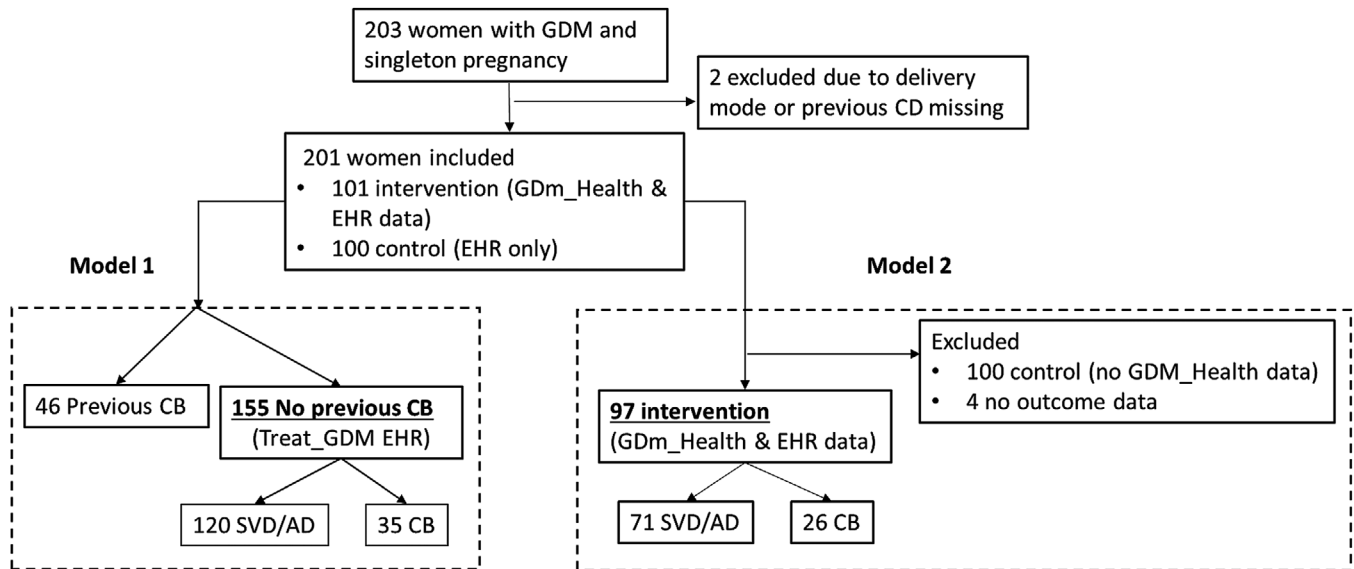 203 women with GDM and
singleton pregnancy
2 excluded due to delivery
mode or previous CD missing
201 women included
• 101 intervention (GDm_Health &
EHR data)
• 100 control (EHR only)
Model 1
46 Previous CB
155 No previous CB
(Treat_GDM EHR)
120 SVD/AD
35 CB
Model 2
Excluded
• 100 control (no GDM_Health data)
• 4 no outcome data
97 intervention
(GDm_Health & EHR data)
71 SVD/AD
26 CB